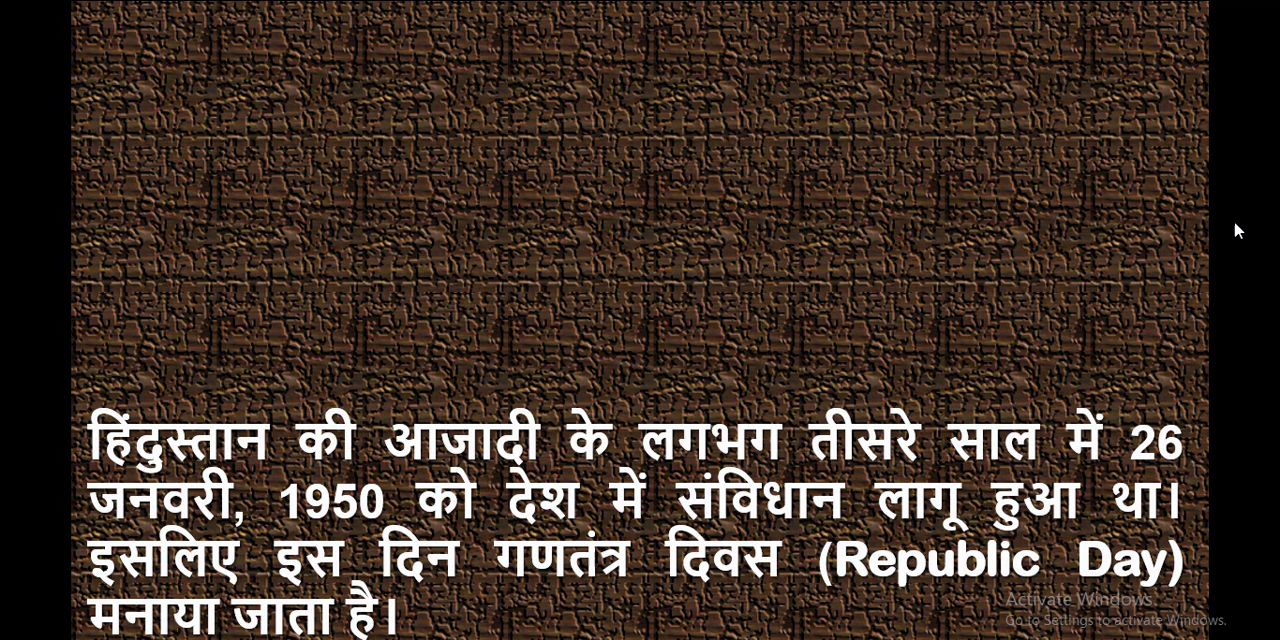 हिंदुस्तान की आजादी के लगभग तीसरे साल में 26
जनवरी, 1950 को देश में संविधान लागू हुआ था।
इसलिए इस दिन गणतंत्र दिवस (Republic Day)
मनाया जाता है।
Activate Windows
Go to Settings to activate Windows.